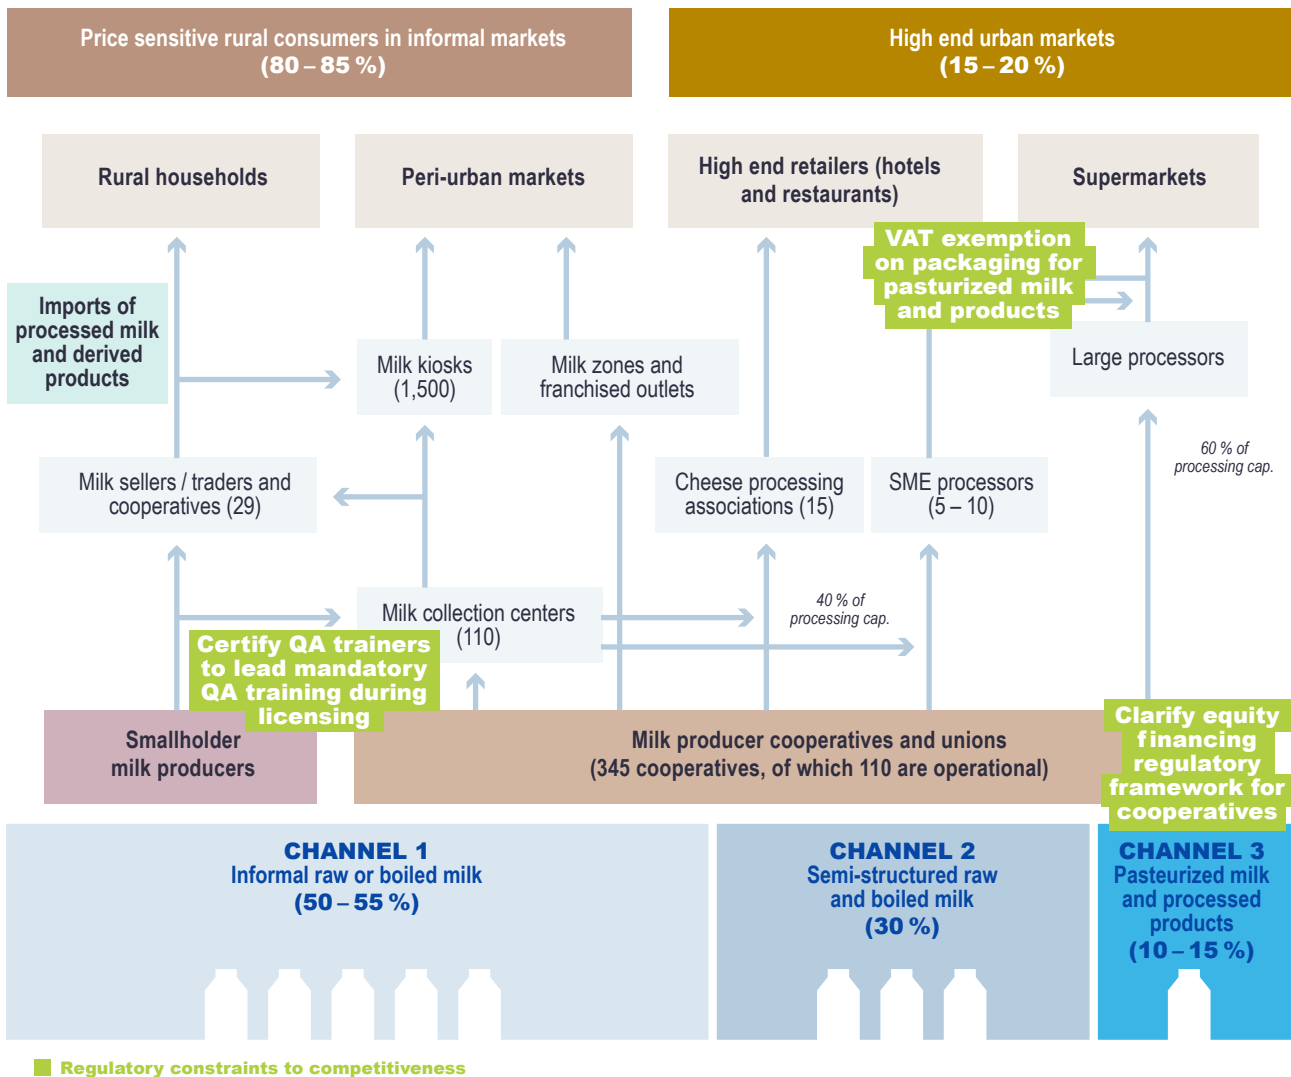 Price sensitive rural consumers in informal markets
(80 – 85 %)
High end urban markets
(15 – 20 %)
Rural households
Peri-urban markets
High end retailers (hotels
and restaurants)
Supermarkets
VAT exemption
on packaging for
pasturized milk
and products
Imports of
processed milk
and derived
products
Milk kiosks
(1,500)
Milk zones and
franchised outlets
Large processors
60 % of
processing cap.
Milk sellers / traders and
cooperatives (29)
Cheese processing
associations (15)
SME processors
(5 – 10)
Milk collection centers
(110)
40 % of
processing cap.
Certify QA trainers
to lead mandatory
QA training during
licensing
Smallholder
milk producers
Milk producer cooperatives and unions
(345 cooperatives, of which 110 are operational)
Clarify equity
financing
regulatory
framework for
cooperatives
CHANNEL 1
Informal raw or boiled milk
(50 – 55 %)
CHANNEL 2
Semi-structured raw
and boiled milk
(30 %)
CHANNEL 3
Pasteurized milk
and processed
products
(10 – 15 %)
Regulatory constraints to competitiveness